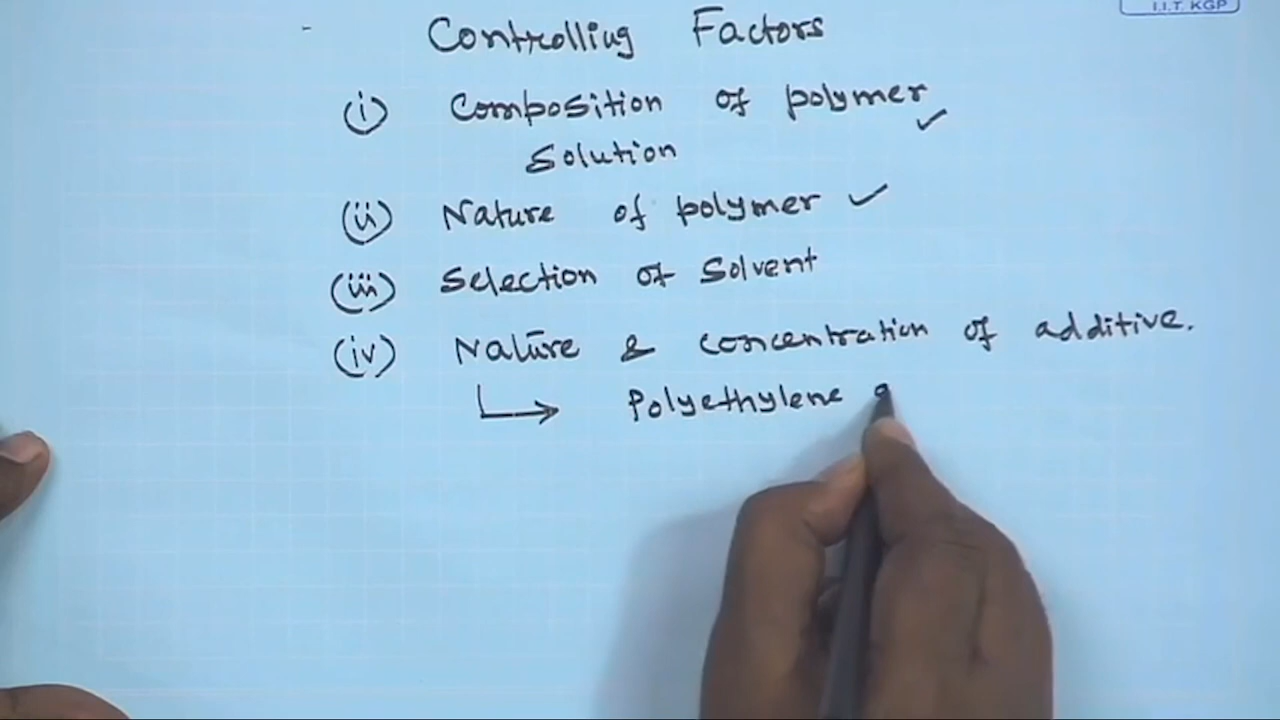 I.I.T. KGP
Controlling Factors
(i) Composition of polymer ✓
solution
(ii) Nature of polymer ✓
(iii) Selection of Solvent
(iv) Nature & concentration of additive.
↳ Polyethylene